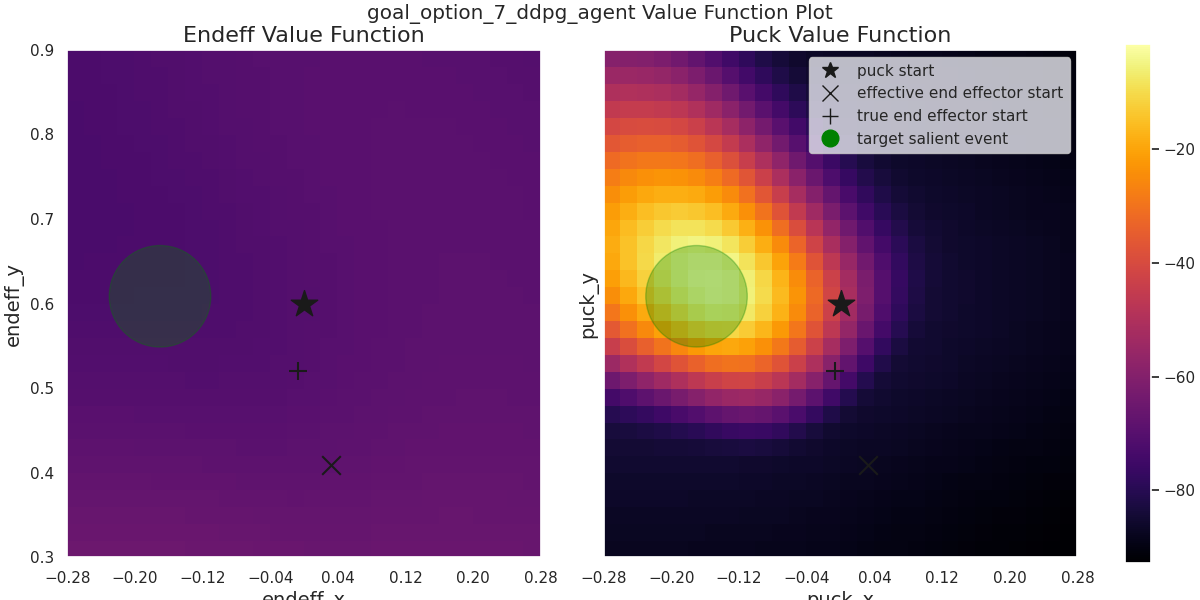 goal_option_7_ddpg_agent Value Function Plot
Endeff Value Function
Puck Value Function
puck start
effective end effector start
true end effector start
target salient event
endeff_y
0.9
0.8
0.7
0.6
0.5
0.4
0.3
−0.28 −0.20 −0.12 −0.04 0.04 0.12 0.20 0.28
endeff_x
puck_y
−0.28 −0.20 −0.12 −0.04 0.04 0.12 0.20 0.28
puck_x
−20
−40
−60
−80